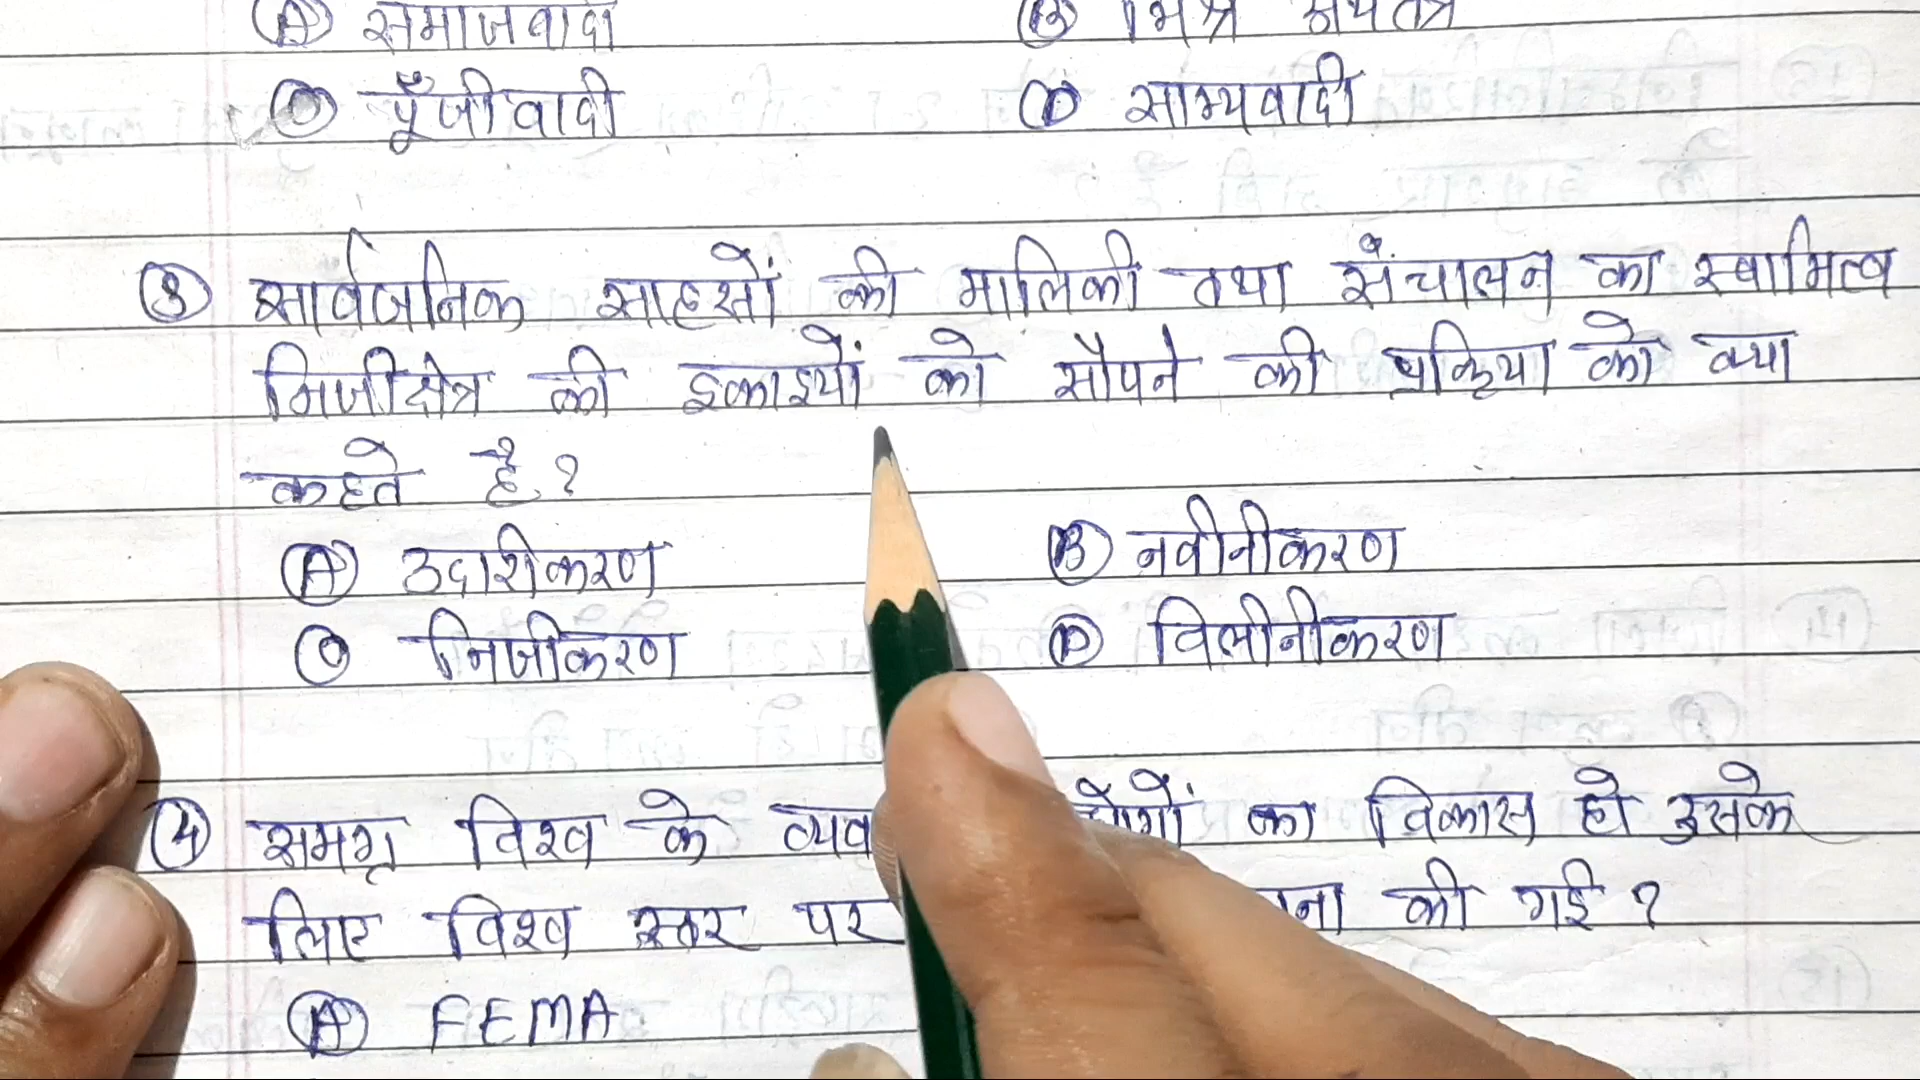 (A) समाजवादी (B) मिश्र अर्थतंत्र
(C) पूँजीवादी (D) साम्यवादी
(3) सार्वजनिक साहसों की मालिकी तथा संचालन का स्वामित्व
निजीक्षेत्र की इकाइयों को सौपने की प्रक्रिया को क्या
कहते है ?
(A) उदारीकरण (B) नवीनीकरण
(C) निजीकरण (D) विलीनीकरण
(4) समग्र विश्व के का विकास हो उसके
लिए विश्व स्तर पर की गई ?
(A) FEMA